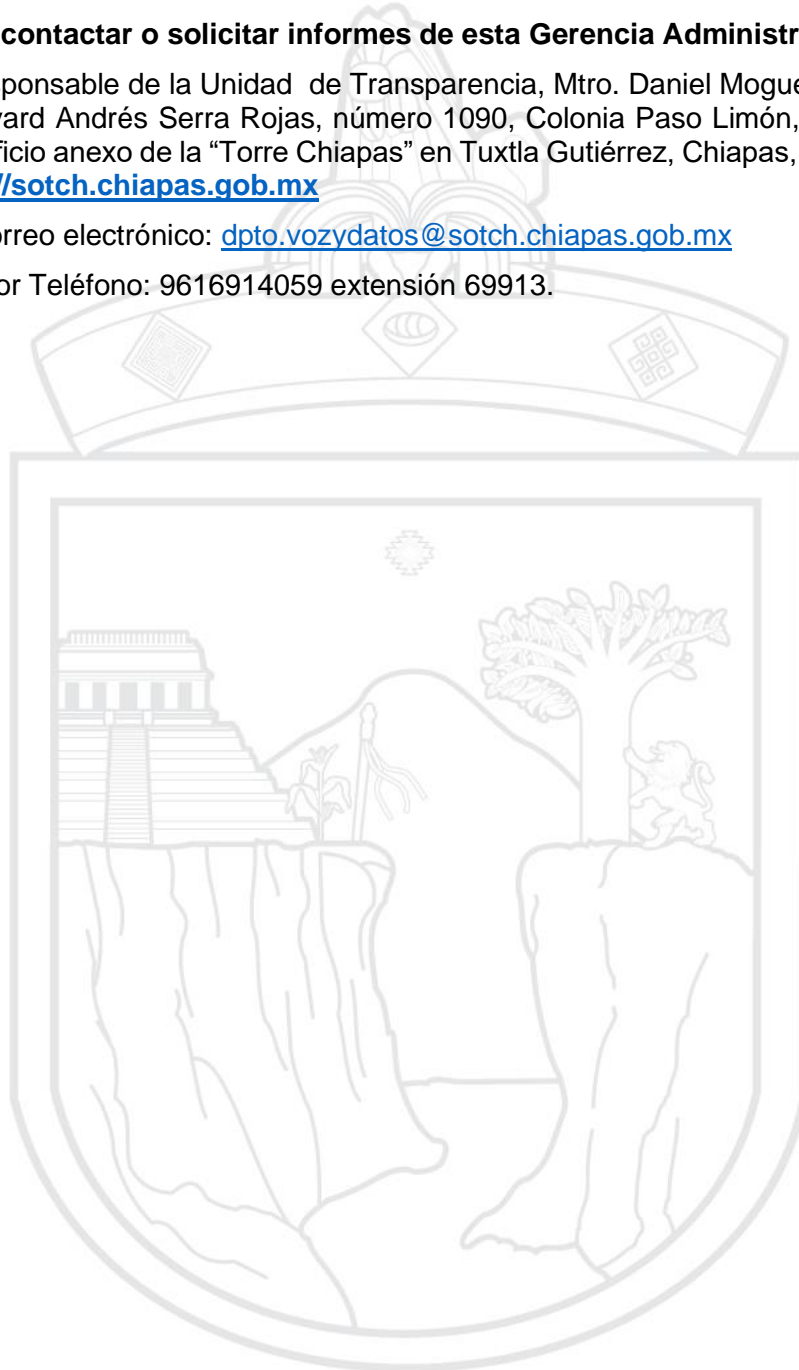 contactar o solicitar informes de esta Gerencia Administr
sponsable de la Unidad de Transparencia, Mtro. Daniel Mogue
vard Andrés Serra Rojas, número 1090, Colonia Paso Limón,
ficio anexo de la “Torre Chiapas” en Tuxtla Gutiérrez, Chiapas,
//sotch.chiapas.gob.mx
orreo electrónico: dpto.vozydatos@sotch.chiapas.gob.mx
or Teléfono: 9616914059 extensión 69913.